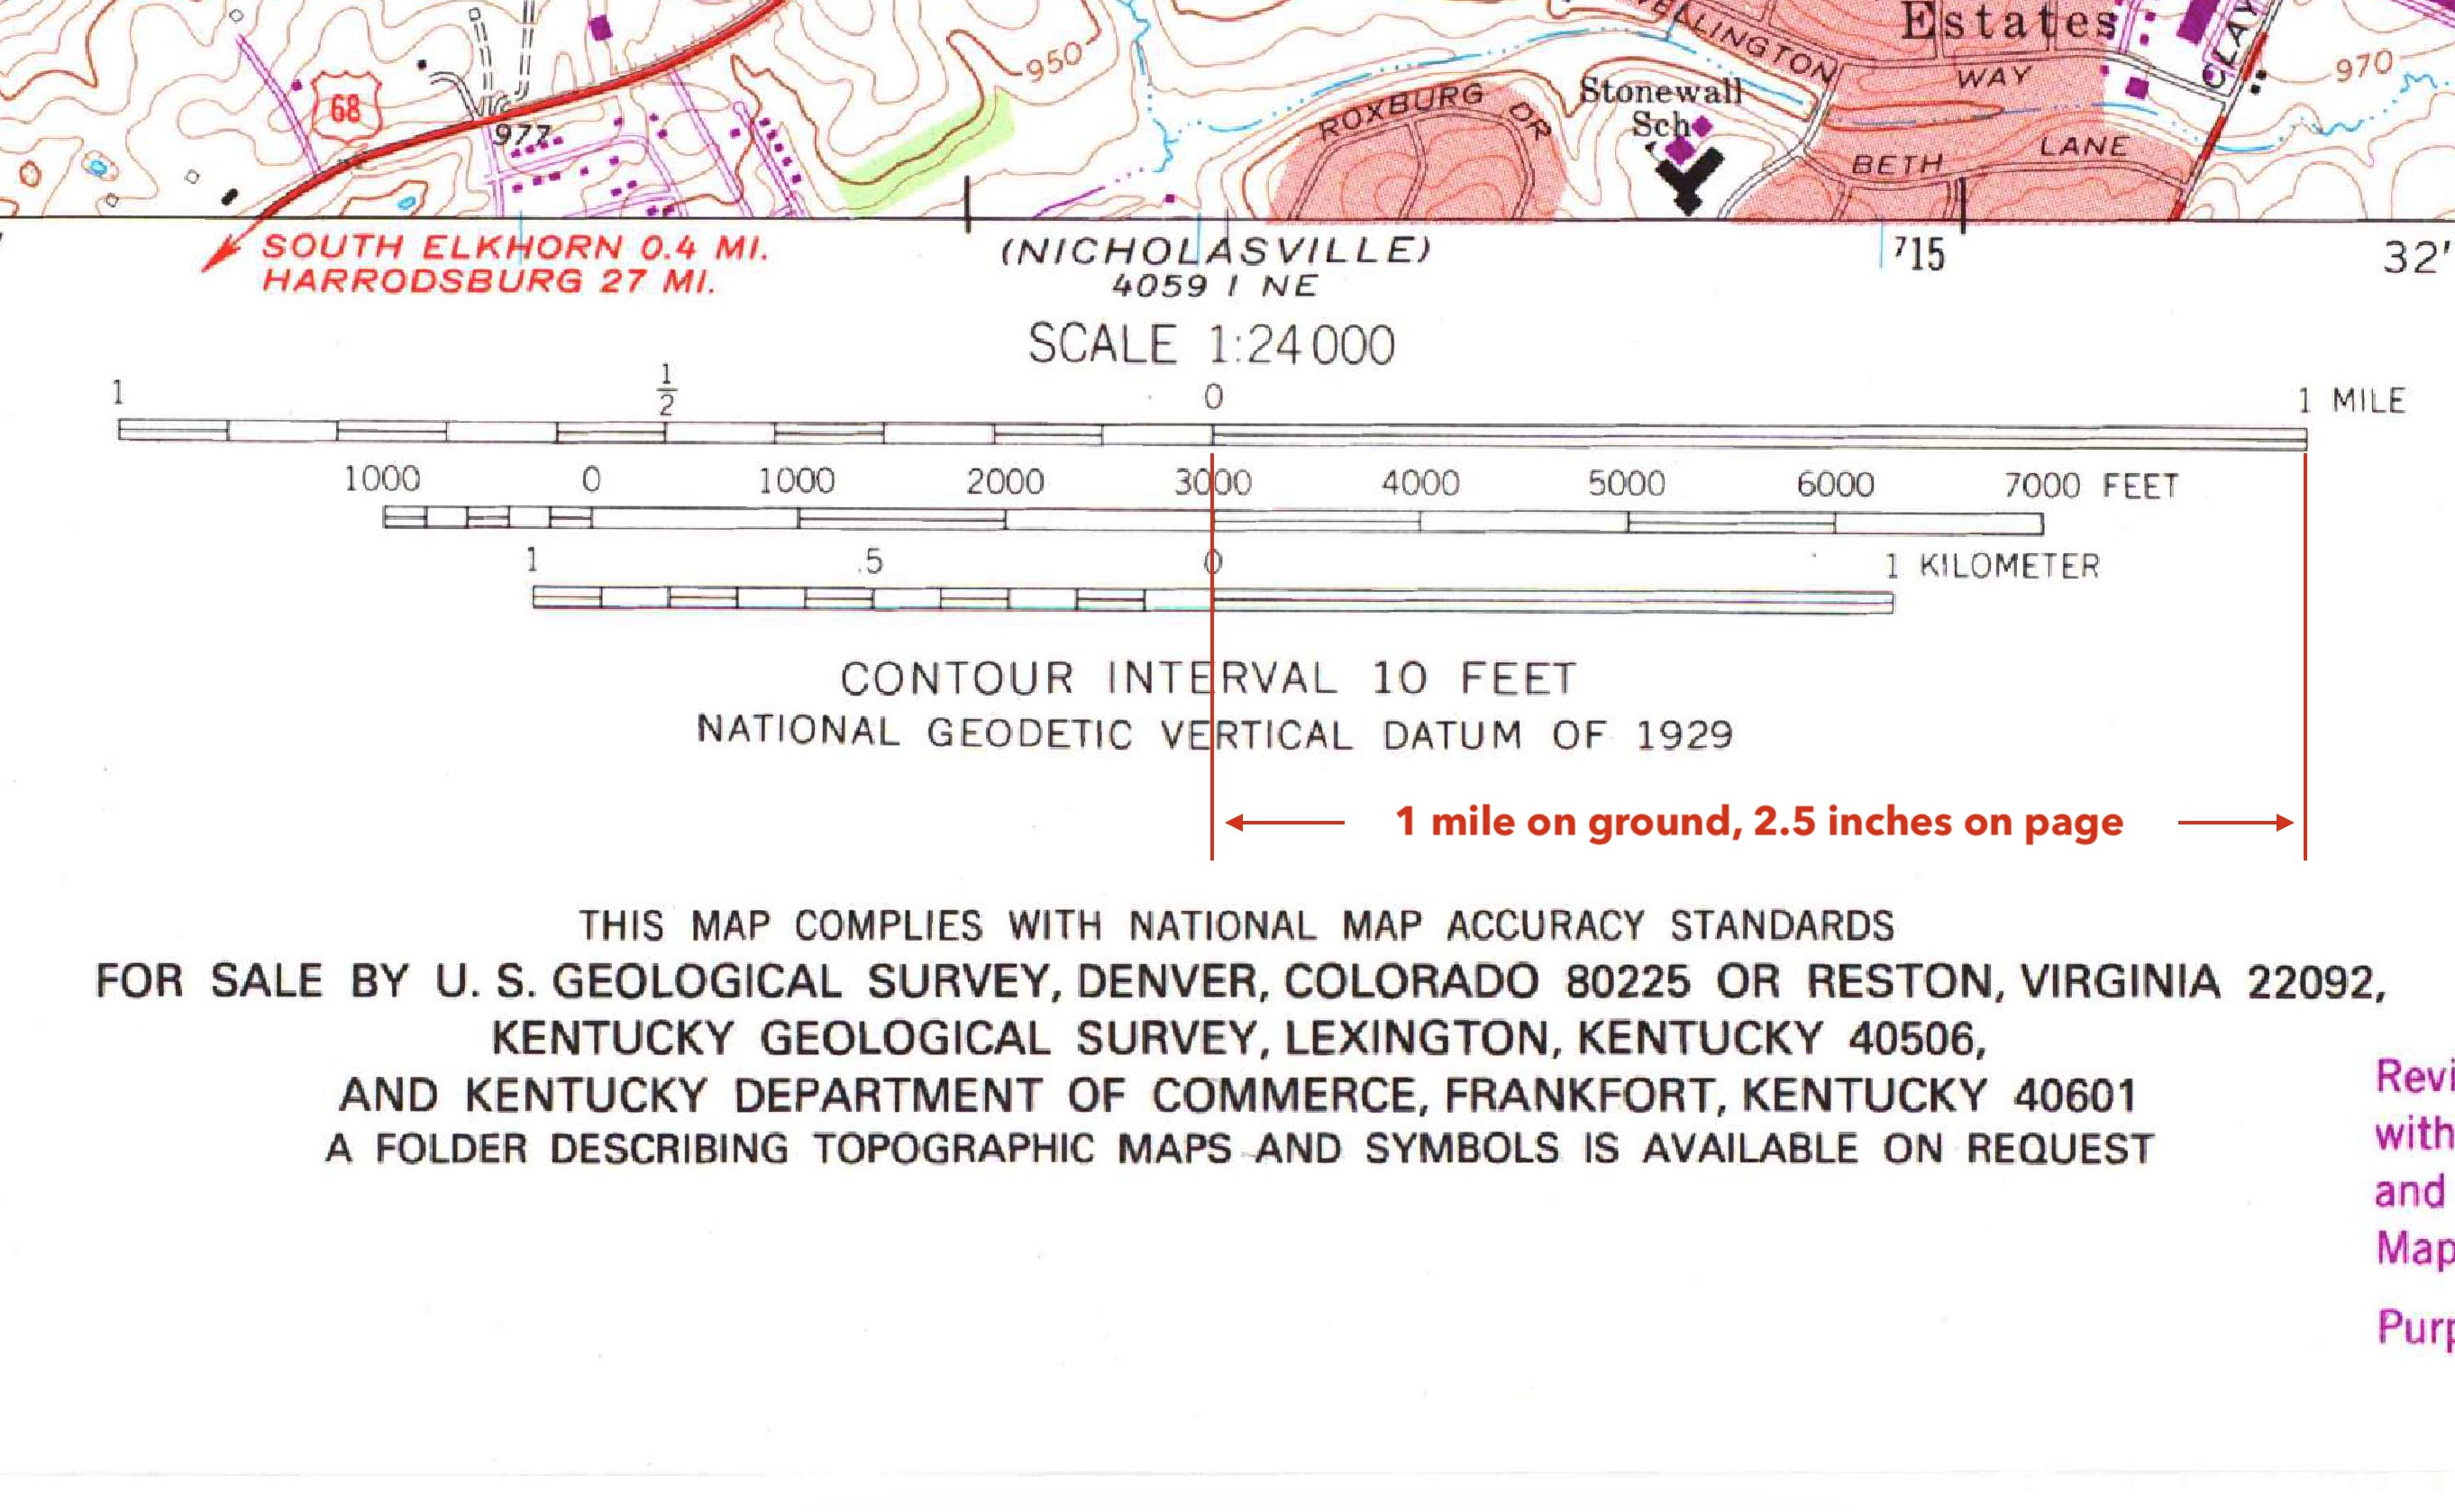 Estates
950
970
WAY
68
Stonewall
Sch
ROXBURG DR
977
BETH LANE
SOUTH ELKHORN 0.4 MI.
HARRODSBURG 27 MI.
(NICHOLASVILLE)
4059 I NE
715
32'
SCALE 1:24 000
1 1/2 0 1 MILE
1000 0 1000 2000 3000 4000 5000 6000 7000 FEET
1 .5 0 1 KILOMETER
CONTOUR INTERVAL 10 FEET
NATIONAL GEODETIC VERTICAL DATUM OF 1929
1 mile on ground, 2.5 inches on page
THIS MAP COMPLIES WITH NATIONAL MAP ACCURACY STANDARDS
FOR SALE BY U. S. GEOLOGICAL SURVEY, DENVER, COLORADO 80225 OR RESTON, VIRGINIA 22092,
KENTUCKY GEOLOGICAL SURVEY, LEXINGTON, KENTUCKY 40506,
AND KENTUCKY DEPARTMENT OF COMMERCE, FRANKFORT, KENTUCKY 40601
A FOLDER DESCRIBING TOPOGRAPHIC MAPS AND SYMBOLS IS AVAILABLE ON REQUEST
Revi
with
and
Map
Purp